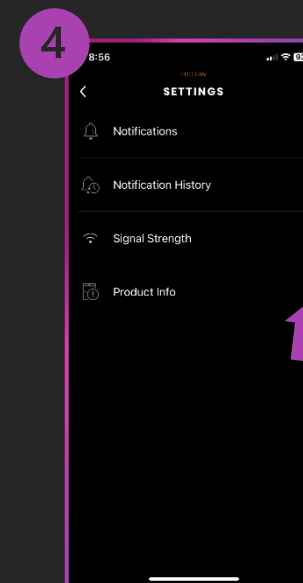 4
8:56
SETTINGS
Notifications
Notification History
Signal Strength
Product Info